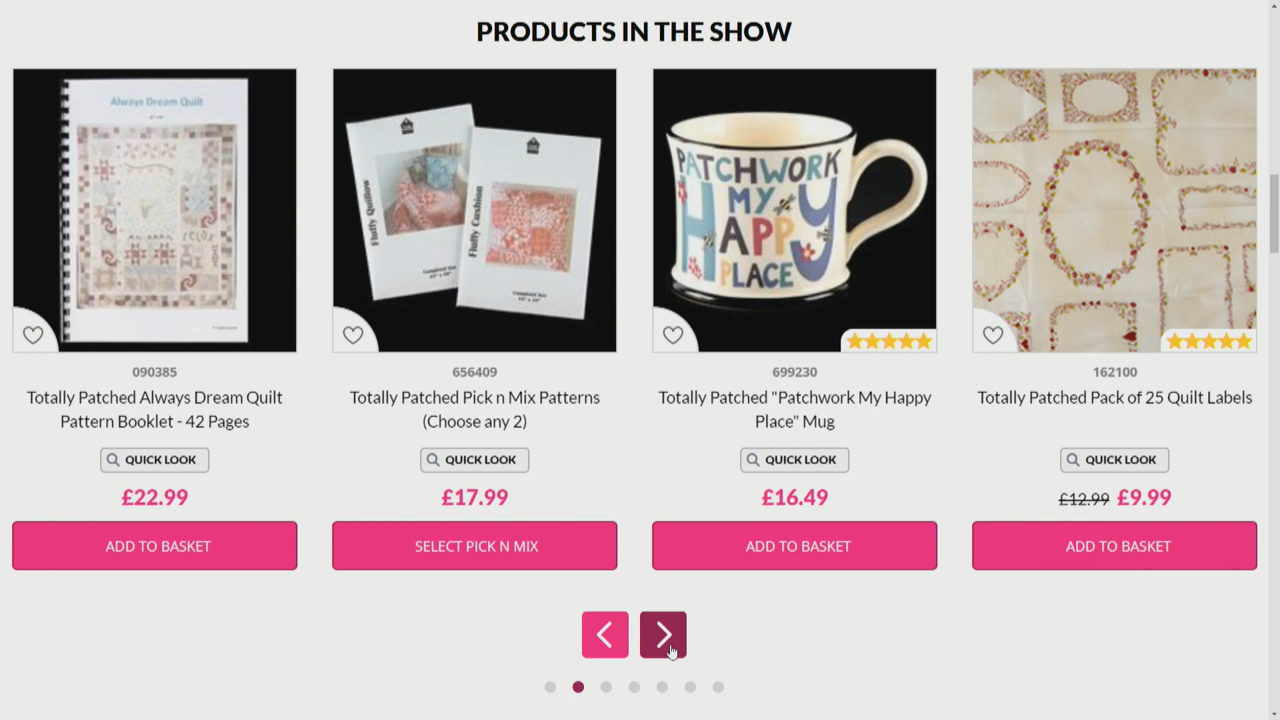 PRODUCTS IN THE SHOW
Always Dream Quilt
Fluffy Quillow
Fluffy Cushion
Completed Size
Completed Size
PATCHWORK
MY
HAPPY
PLACE
090385
Totally Patched Always Dream Quilt
Pattern Booklet - 42 Pages
QUICK LOOK
£22.99
ADD TO BASKET
656409
Totally Patched Pick n Mix Patterns
(Choose any 2)
QUICK LOOK
£17.99
SELECT PICK N MIX
699230
Totally Patched "Patchwork My Happy
Place" Mug
QUICK LOOK
£16.49
ADD TO BASKET
162100
Totally Patched Pack of 25 Quilt Labels
QUICK LOOK
£12.99 £9.99
ADD TO BASKET